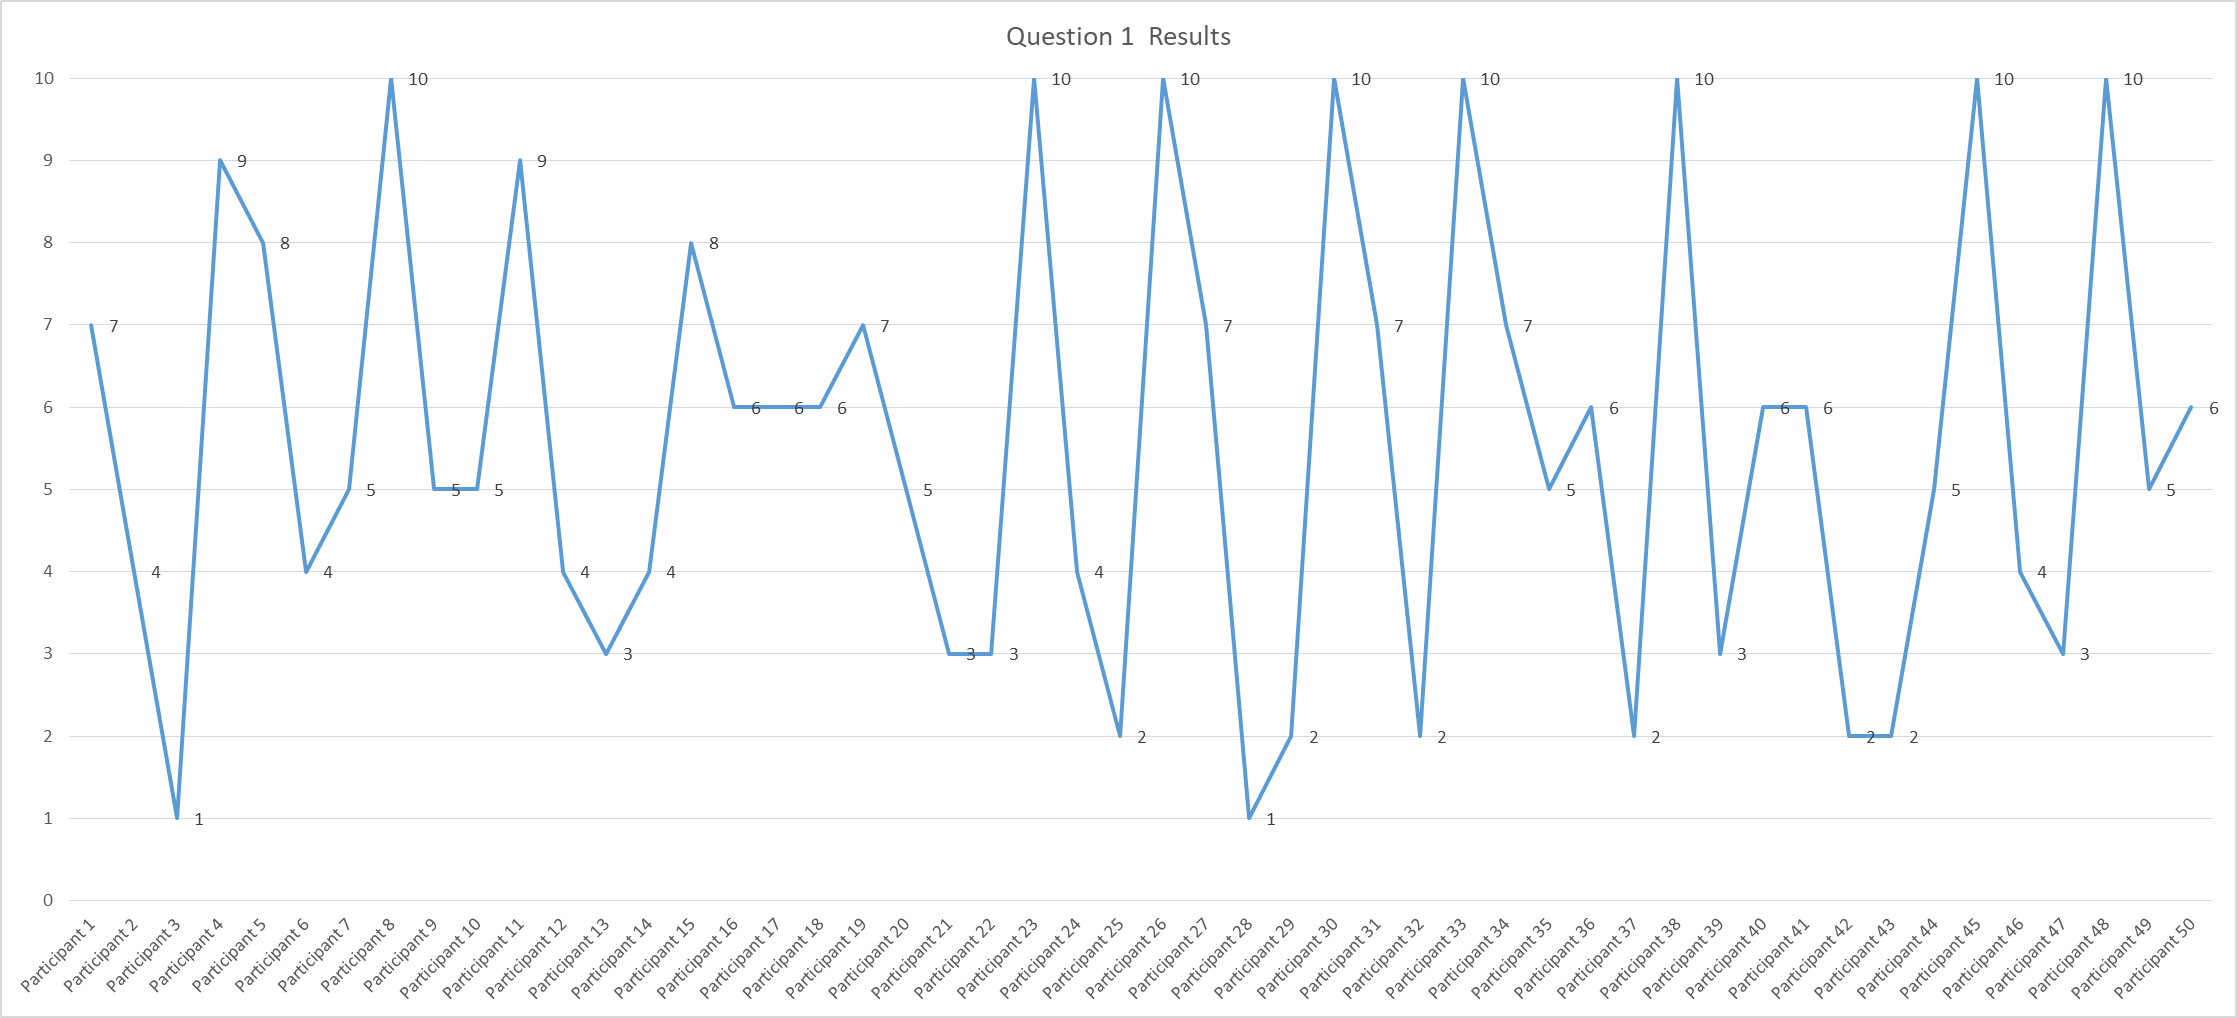 Question 1  Results
10
9
8
7
6
5
4
3
2
1
0
7
4
1
9
8
4
5
10
5
5
9
4
3
4
8
6
6
6
7
5
3
3
10
4
2
10
7
1
2
10
7
2
10
7
5
6
2
10
3
6
6
2
2
5
10
4
3
10
5
6
Participant 1
Participant 2
Participant 3
Participant 4
Participant 5
Participant 6
Participant 7
Participant 8
Participant 9
Participant 10
Participant 11
Participant 12
Participant 13
Participant 14
Participant 15
Participant 16
Participant 17
Participant 18
Participant 19
Participant 20
Participant 21
Participant 22
Participant 23
Participant 24
Participant 25
Participant 26
Participant 27
Participant 28
Participant 29
Participant 30
Participant 31
Participant 32
Participant 33
Participant 34
Participant 35
Participant 36
Participant 37
Participant 38
Participant 39
Participant 40
Participant 41
Participant 42
Participant 43
Participant 44
Participant 45
Participant 46
Participant 47
Participant 48
Participant 49
Participant 50